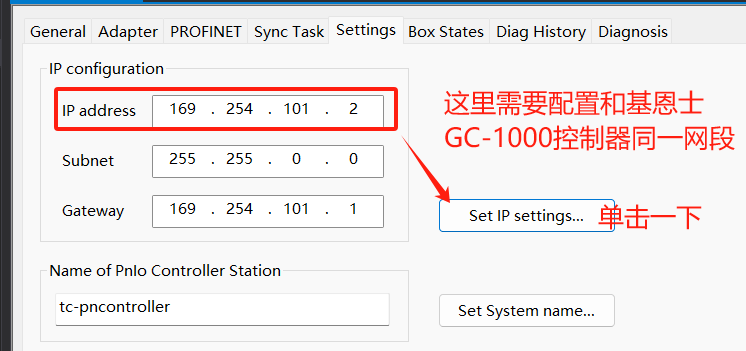 General Adapter PROFINET Sync Task Settings Box States Diag History Diagnosis
IP configuration
IP address 169 . 254 . 101 . 2
这里需要配置和基恩士
GC-1000控制器同一网段
Subnet 255 . 255 . 0 . 0
Gateway 169 . 254 . 101 . 1
Set IP settings... 单击一下
Name of PnIo Controller Station
tc-pncontroller
Set System name...